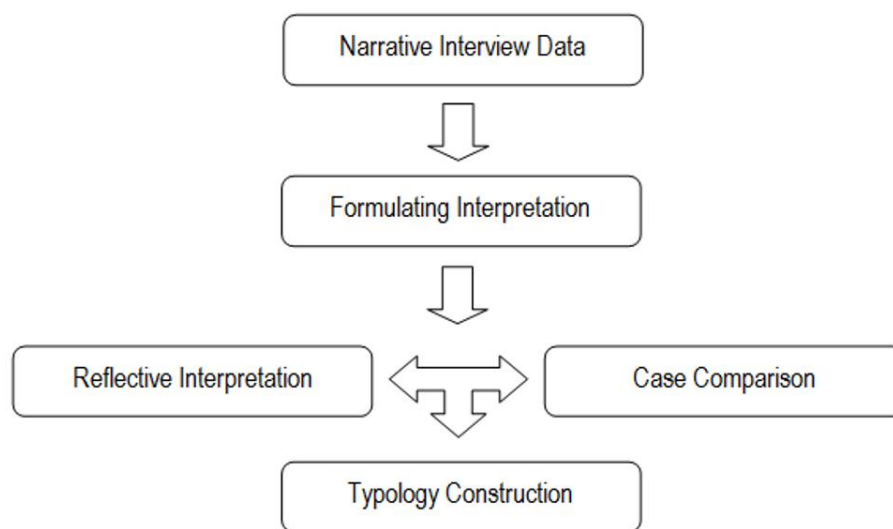 Narrative Interview Data
Formulating Interpretation
Reflective Interpretation
Case Comparison
Typology Construction